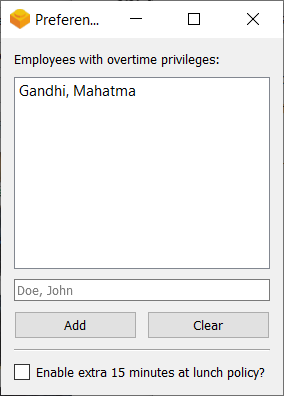 Preferen...
Employees with overtime privileges:
Gandhi, Mahatma
Doe, John
Add
Clear
Enable extra 15 minutes at lunch policy?